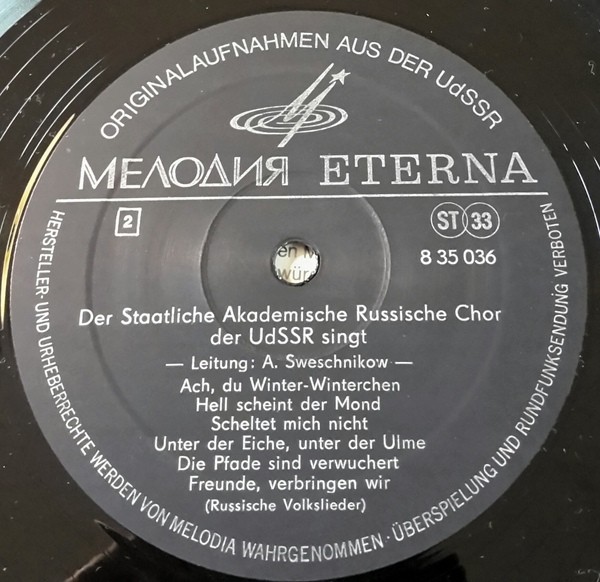 ORIGINALAUFNAHMEN AUS DER UdSSR
МЕЛОДИЯ ETERNA
2
ST 33
8 35 036
Der Staatliche Akademische Russische Chor
der UdSSR singt
— Leitung: A. Sweschnikow —
Ach, du Winter-Winterchen
Hell scheint der Mond
Scheltet mich nicht
Unter der Eiche, unter der Ulme
Die Pfade sind verwuchert
Freunde, verbringen wir
(Russische Volkslieder)
HERSTELLER- UND URHEBERRECHTE WERDEN VON MELODIA WAHRGENOMMEN · ÜBERSPIELUNG UND RUNDFUNKSENDUNG VERBOTEN